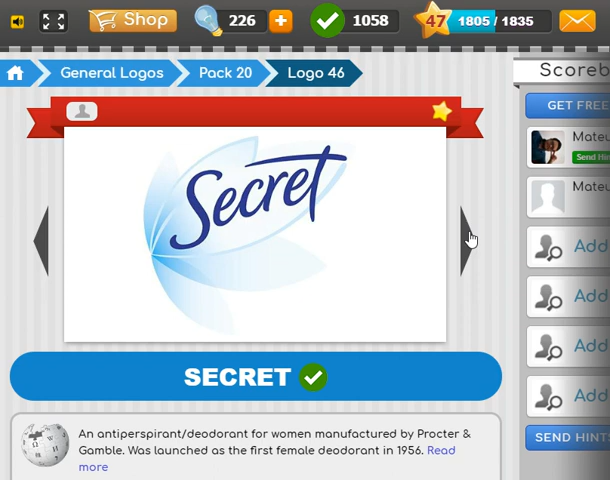 Shop 226 1058 47 1805 / 1835
General Logos Pack 20 Logo 46
Scoreb
GET FREE
Mateu
Send Hin
Secret
Mateu
Add
Add
Add
Add
SECRET
SEND HINTS
An antiperspirant/deodorant for women manufactured by Procter &
Gamble. Was launched as the first female deodorant in 1956. Read
more